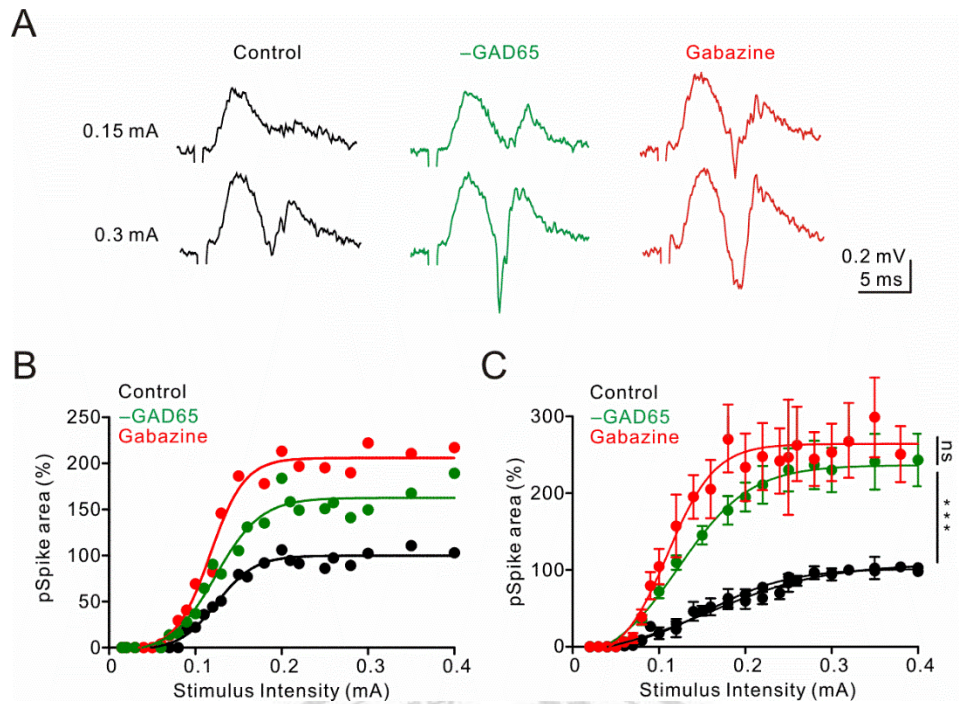 A
Control
–GAD65
Gabazine
0.15 mA
0.3 mA
0.2 mV
5 ms
B
Control
–GAD65
Gabazine
250
200
150
100
50
0
pSpike area (%)
0
0.1
0.2
0.3
0.4
Stimulus Intensity (mA)
C
Control
–GAD65
Gabazine
300
200
100
0
pSpike area (%)
0
0.1
0.2
0.3
0.4
Stimulus Intensity (mA)
ns
***